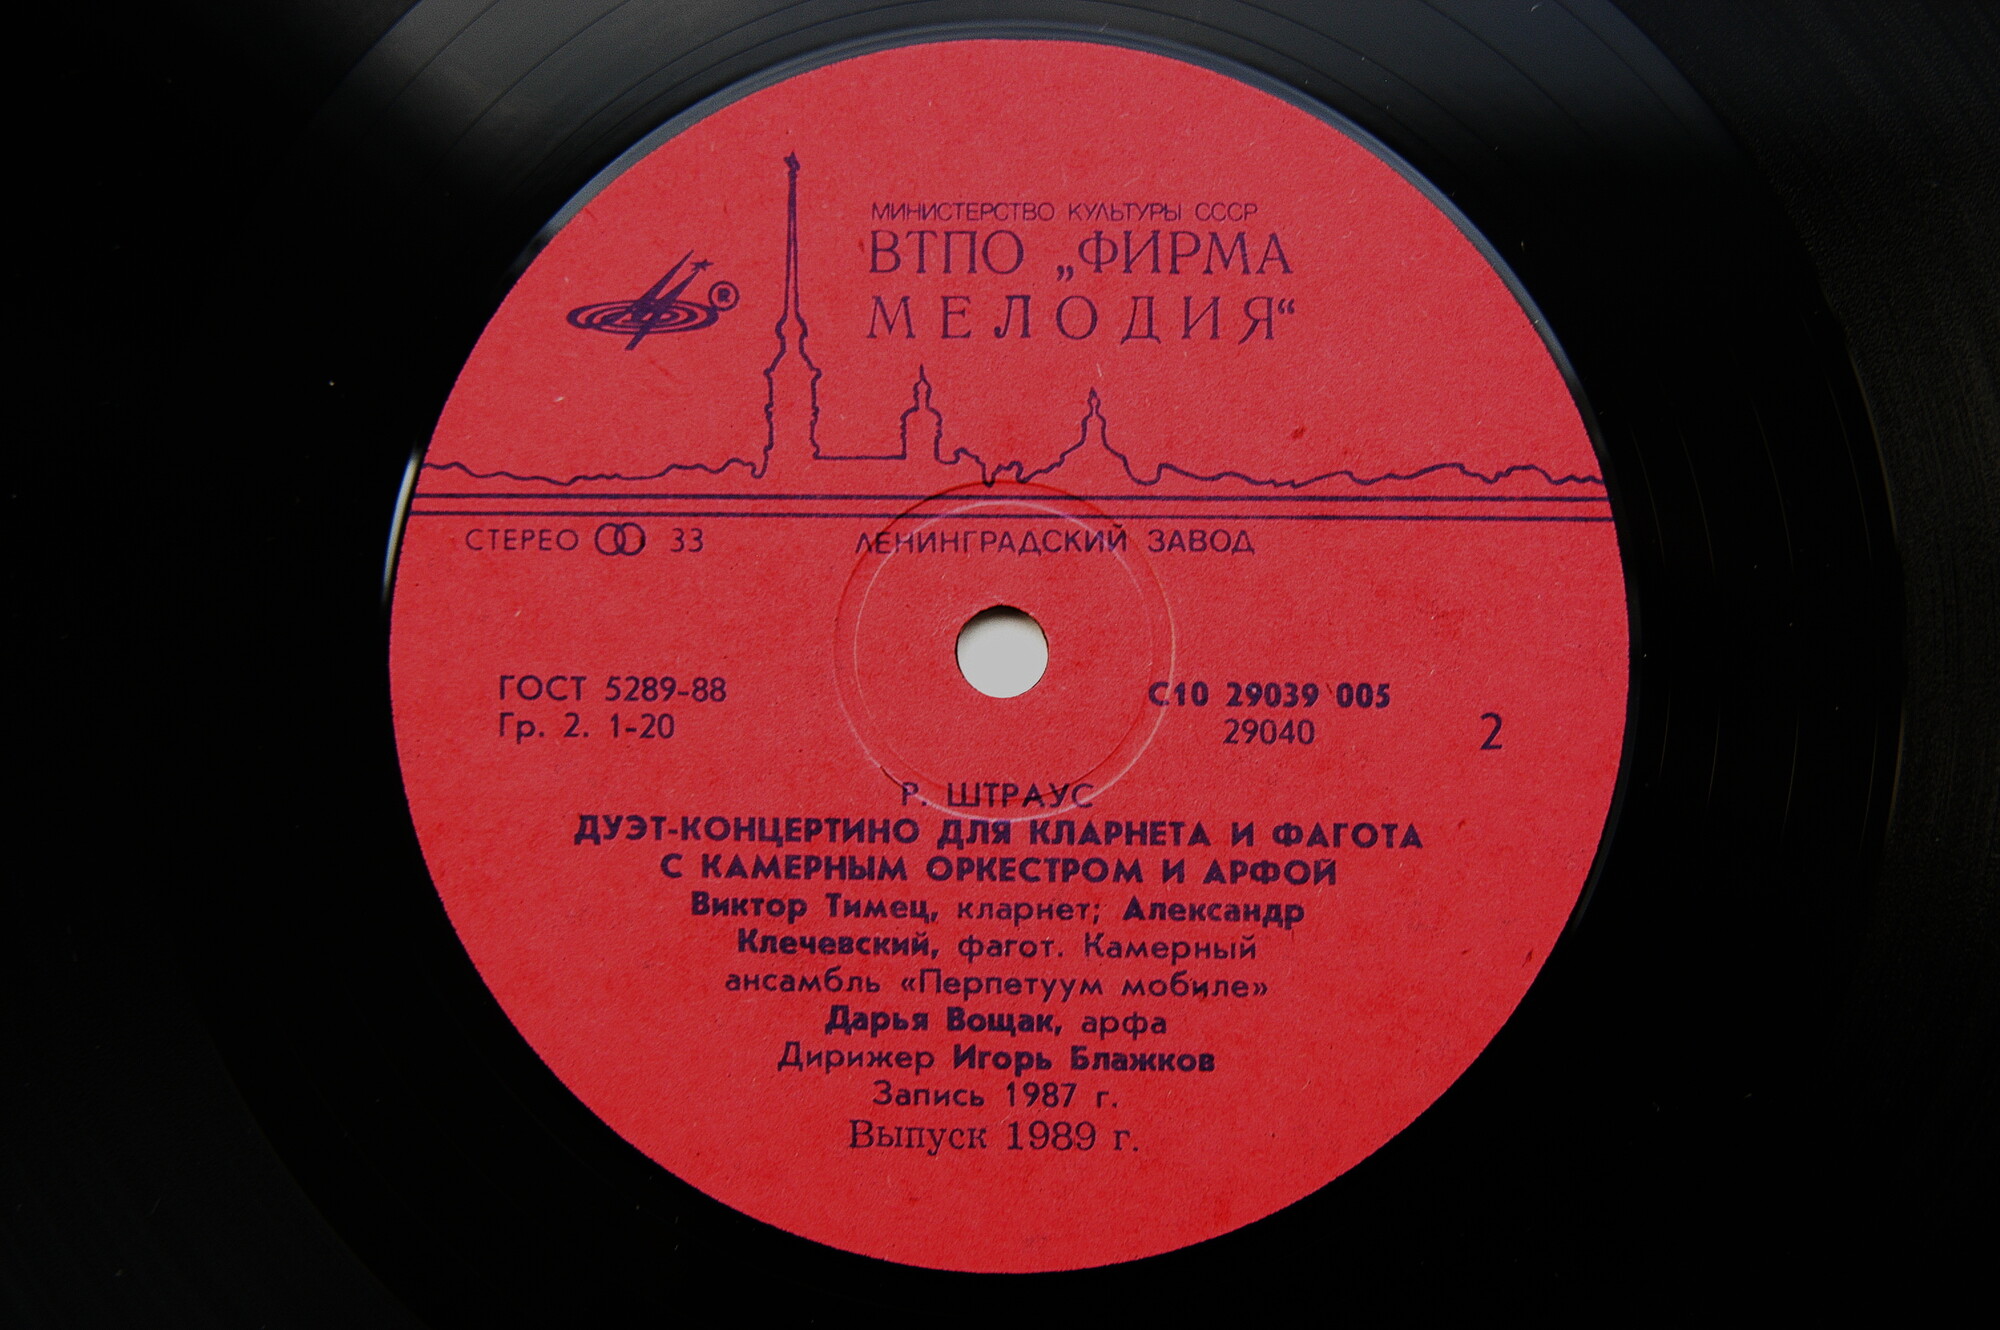 МИНИСТЕРСТВО КУЛЬТУРЫ СССР
ВТПО „ФИРМА
МЕЛОДИЯ“
®
СТЕРЕО 33 ЛЕНИНГРАДСКИЙ ЗАВОД
ГОСТ 5289-88 С10 29039 005
Гр. 2. 1-20 29040 2
Р. ШТРАУС
ДУЭТ-КОНЦЕРТИНО ДЛЯ КЛАРНЕТА И ФАГОТА
С КАМЕРНЫМ ОРКЕСТРОМ И АРФОЙ
Виктор Тимец, кларнет; Александр
Клечевский, фагот. Камерный
ансамбль «Перпетуум мобиле»
Дарья Вощак, арфа
Дирижер Игорь Блажков
Запись 1987 г.
Выпуск 1989 г.